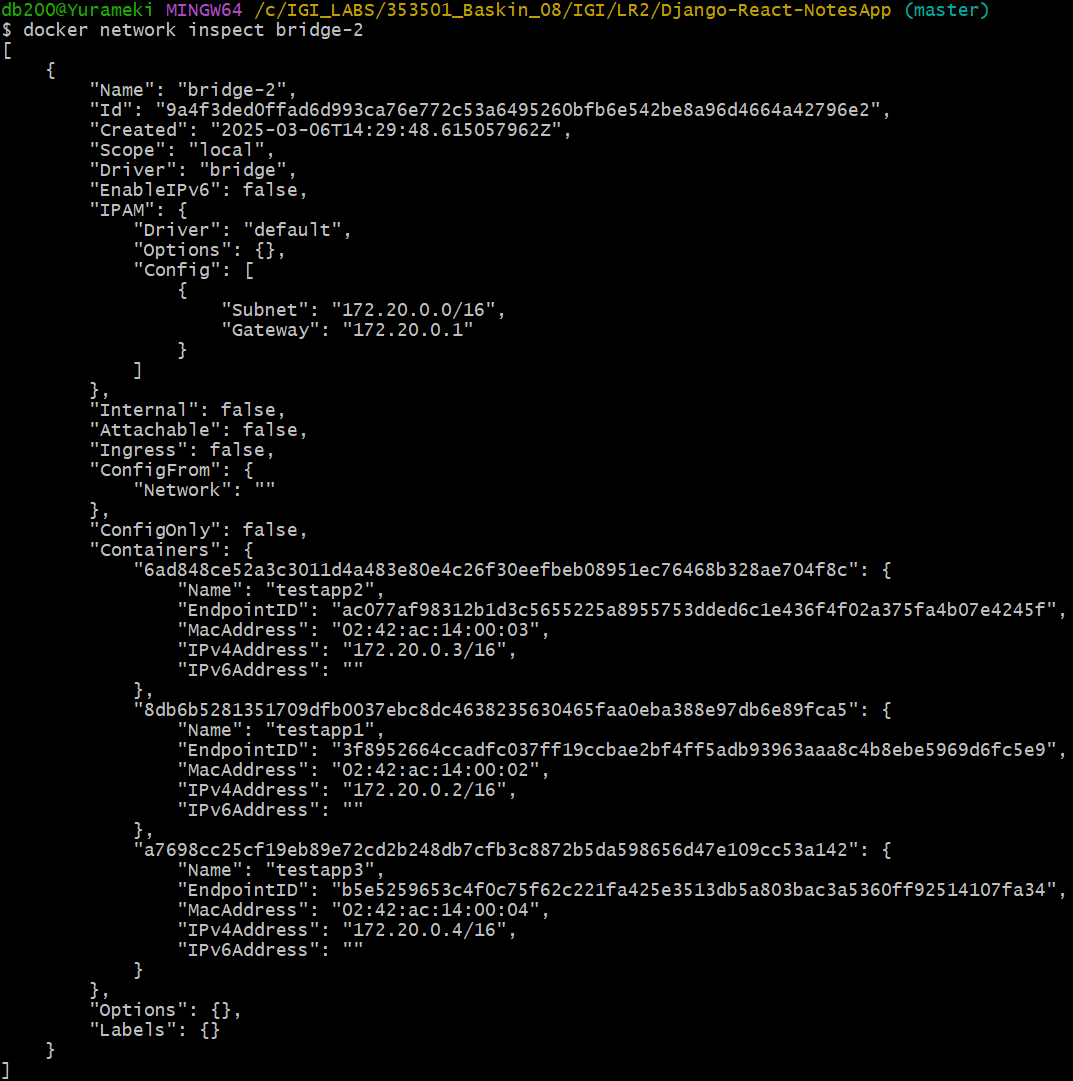 db200@Yurameki MINGW64 /c/IGI_LABS/353501_Baskin_08/IGI/LR2/Django-React-NotesApp (master)
$ docker network inspect bridge-2
[
    {
        "Name": "bridge-2",
        "Id": "9a4f3ded0ffad6d993ca76e772c53a6495260bfb6e542be8a96d4664a42796e2",
        "Created": "2025-03-06T14:29:48.615057962Z",
        "Scope": "local",
        "Driver": "bridge",
        "EnableIPv6": false,
        "IPAM": {
            "Driver": "default",
            "Options": {},
            "Config": [
                {
                    "Subnet": "172.20.0.0/16",
                    "Gateway": "172.20.0.1"
                }
            ]
        },
        "Internal": false,
        "Attachable": false,
        "Ingress": false,
        "ConfigFrom": {
            "Network": ""
        },
        "ConfigOnly": false,
        "Containers": {
            "6ad848ce52a3c3011d4a483e80e4c26f30eefbeb08951ec76468b328ae704f8c": {
                "Name": "testapp2",
                "EndpointID": "ac077af98312b1d3c5655225a8955753dded6c1e436f4f02a375fa4b07e4245f",
                "MacAddress": "02:42:ac:14:00:03",
                "IPv4Address": "172.20.0.3/16",
                "IPv6Address": ""
            },
            "8db6b5281351709dfb0037ebc8dc4638235630465faa0eba388e97db6e89fca5": {
                "Name": "testapp1",
                "EndpointID": "3f8952664ccadfc037ff19ccbae2bf4ff5adb93963aaa8c4b8ebe5969d6fc5e9",
                "MacAddress": "02:42:ac:14:00:02",
                "IPv4Address": "172.20.0.2/16",
                "IPv6Address": ""
            },
            "a7698cc25cf19eb89e72cd2b248db7cfb3c8872b5da598656d47e109cc53a142": {
                "Name": "testapp3",
                "EndpointID": "b5e5259653c4f0c75f62c221fa425e3513db5a803bac3a5360ff92514107fa34",
                "MacAddress": "02:42:ac:14:00:04",
                "IPv4Address": "172.20.0.4/16",
                "IPv6Address": ""
            }
        },
        "Options": {},
        "Labels": {}
    }
]